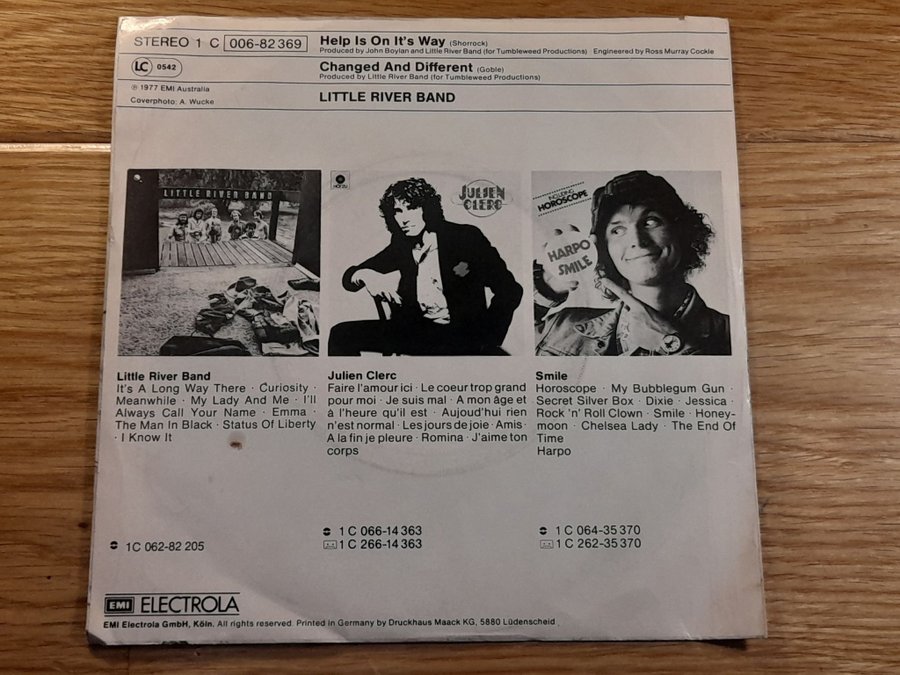 STEREO 1 C 006-82 369
Help Is On It's Way (Shorrock)
Produced by John Boylan and Little River Band (for Tumbleweed Productions) · Engineered by Ross Murray Cockle
LC 0542
Changed And Different (Goble)
Produced by Little River Band (for Tumbleweed Productions)
℗ 1977 EMI Australia
Coverphoto: A. Wucke
LITTLE RIVER BAND
LITTLE RIVER BAND
HÖR ZU
JULIEN CLERC
INCLUDING
HOROSCOPE
HARPO
SMILE
Little River Band
It's A Long Way There · Curiosity ·
Meanwhile · My Lady And Me · I'll
Always Call Your Name · Emma ·
The Man In Black · Status Of Liberty
· I Know It
1C 062-82 205
Julien Clerc
Faire l'amour ici · Le coeur trop grand
pour moi · Je suis mal · A mon âge et
à l'heure qu'il est · Aujourd'hui rien
n'est normal · Les jours de joie · Amis ·
A la fin je pleure · Romina · J'aime ton
corps
1 C 066-14 363
1 C 266-14 363
Smile
Horoscope · My Bubblegum Gun ·
Secret Silver Box · Dixie · Jessica ·
Rock 'n' Roll Clown · Smile · Honey-
moon · Chelsea Lady · The End Of
Time
Harpo
1 C 064-35 370
1 C 262-35 370
EMI ELECTROLA
EMI Electrola GmbH, Köln. All rights reserved. Printed in Germany by Druckhaus Maack KG, 5880 Lüdenscheid